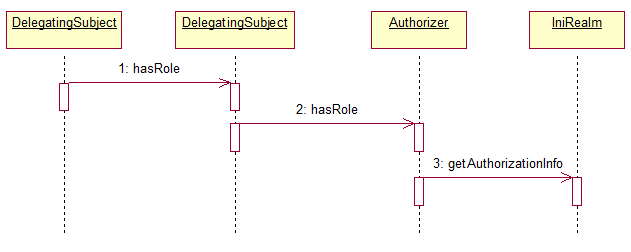 DelegatingSubject
DelegatingSubject
Authorizer
IniRealm
1: hasRole
2: hasRole
3: getAuthorizationInfo